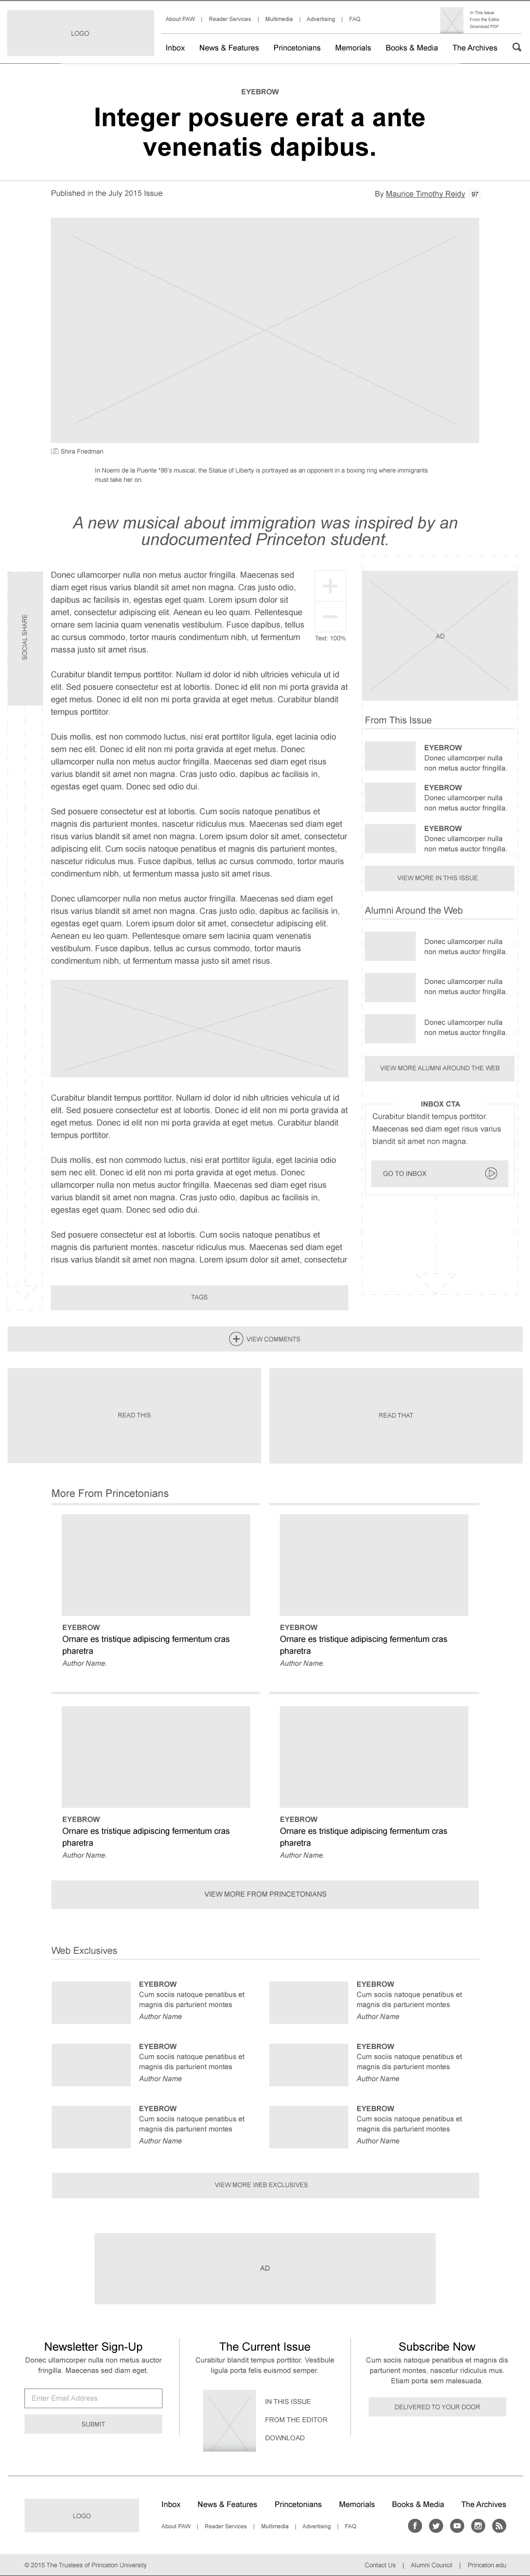 LOGO
About PAW | Reader Services | Multimedia | Advertising | FAQ
In This Issue
From the Editor
Download PDF
Inbox News & Features Princetonians Memorials Books & Media The Archives
EYEBROW
Integer posuere erat a ante
venenatis dapibus.
Published in the July 2015 Issue
By Maurice Timothy Reidy '97
Shira Friedman
In Noemi de la Puente *86's musical, the Statue of Liberty is portrayed as an opponent in a boxing ring where immigrants
must take her on.
A new musical about immigration was inspired by an
undocumented Princeton student.
SOCIAL SHARE
Donec ullamcorper nulla non metus auctor fringilla. Maecenas sed
diam eget risus varius blandit sit amet non magna. Cras justo odio,
dapibus ac facilisis in, egestas eget quam. Lorem ipsum dolor sit
amet, consectetur adipiscing elit. Aenean eu leo quam. Pellentesque
ornare sem lacinia quam venenatis vestibulum. Fusce dapibus, tellus
ac cursus commodo, tortor mauris condimentum nibh, ut fermentum
massa justo sit amet risus.
Text: 100%
Curabitur blandit tempus porttitor. Nullam id dolor id nibh ultricies vehicula ut id
elit. Sed posuere consectetur est at lobortis. Donec id elit non mi porta gravida at
eget metus. Donec id elit non mi porta gravida at eget metus. Curabitur blandit
tempus porttitor.
Duis mollis, est non commodo luctus, nisi erat porttitor ligula, eget lacinia odio
sem nec elit. Donec id elit non mi porta gravida at eget metus. Donec
ullamcorper nulla non metus auctor fringilla. Maecenas sed diam eget risus
varius blandit sit amet non magna. Cras justo odio, dapibus ac facilisis in,
egestas eget quam. Donec sed odio dui.
Sed posuere consectetur est at lobortis. Cum sociis natoque penatibus et
magnis dis parturient montes, nascetur ridiculus mus. Maecenas sed diam eget
risus varius blandit sit amet non magna. Lorem ipsum dolor sit amet, consectetur
adipiscing elit. Cum sociis natoque penatibus et magnis dis parturient montes,
nascetur ridiculus mus. Fusce dapibus, tellus ac cursus commodo, tortor mauris
condimentum nibh, ut fermentum massa justo sit amet risus.
Donec ullamcorper nulla non metus auctor fringilla. Maecenas sed diam eget
risus varius blandit sit amet non magna. Cras justo odio, dapibus ac facilisis in,
egestas eget quam. Lorem ipsum dolor sit amet, consectetur adipiscing elit.
Aenean eu leo quam. Pellentesque ornare sem lacinia quam venenatis
vestibulum. Fusce dapibus, tellus ac cursus commodo, tortor mauris
condimentum nibh, ut fermentum massa justo sit amet risus.
Curabitur blandit tempus porttitor. Nullam id dolor id nibh ultricies vehicula ut id
elit. Sed posuere consectetur est at lobortis. Donec id elit non mi porta gravida at
eget metus. Donec id elit non mi porta gravida at eget metus. Curabitur blandit
tempus porttitor.
Duis mollis, est non commodo luctus, nisi erat porttitor ligula, eget lacinia odio
sem nec elit. Donec id elit non mi porta gravida at eget metus. Donec
ullamcorper nulla non metus auctor fringilla. Maecenas sed diam eget risus
varius blandit sit amet non magna. Cras justo odio, dapibus ac facilisis in,
egestas eget quam. Donec sed odio dui.
Sed posuere consectetur est at lobortis. Cum sociis natoque penatibus et
magnis dis parturient montes, nascetur ridiculus mus. Maecenas sed diam eget
risus varius blandit sit amet non magna. Lorem ipsum dolor sit amet, consectetur
TAGS
AD
From This Issue
EYEBROW
Donec ullamcorper nulla
non metus auctor fringilla.
EYEBROW
Donec ullamcorper nulla
non metus auctor fringilla.
EYEBROW
Donec ullamcorper nulla
non metus auctor fringilla.
VIEW MORE IN THIS ISSUE
Alumni Around the Web
Donec ullamcorper nulla
non metus auctor fringilla.
Donec ullamcorper nulla
non metus auctor fringilla.
Donec ullamcorper nulla
non metus auctor fringilla.
VIEW MORE ALUMNI AROUND THE WEB
INBOX CTA
Curabitur blandit tempus porttitor.
Maecenas sed diam eget risus varius
blandit sit amet non magna.
GO TO INBOX
VIEW COMMENTS
READ THIS
READ THAT
More From Princetonians
EYEBROW
Ornare es tristique adipiscing fermentum cras
pharetra
Author Name.
EYEBROW
Ornare es tristique adipiscing fermentum cras
pharetra
Author Name.
EYEBROW
Ornare es tristique adipiscing fermentum cras
pharetra
Author Name.
EYEBROW
Ornare es tristique adipiscing fermentum cras
pharetra
Author Name.
VIEW MORE FROM PRINCETONIANS
Web Exclusives
EYEBROW
Cum sociis natoque penatibus et
magnis dis parturient montes
Author Name
EYEBROW
Cum sociis natoque penatibus et
magnis dis parturient montes
Author Name
EYEBROW
Cum sociis natoque penatibus et
magnis dis parturient montes
Author Name
EYEBROW
Cum sociis natoque penatibus et
magnis dis parturient montes
Author Name
EYEBROW
Cum sociis natoque penatibus et
magnis dis parturient montes
Author Name
EYEBROW
Cum sociis natoque penatibus et
magnis dis parturient montes
Author Name
VIEW MORE WEB EXCLUSIVES
AD
Newsletter Sign-Up
Donec ullamcorper nulla non metus auctor
fringilla. Maecenas sed diam eget.
Enter Email Address
SUBMIT
The Current Issue
Curabitur blandit tempus porttitor. Vestibule
ligula porta felis euismod semper.
IN THIS ISSUE
FROM THE EDITOR
DOWNLOAD
Subscribe Now
Cum sociis natoque penatibus et magnis dis
parturient montes, nascetur ridiculus mus.
Etiam porta sem malesuada.
DELIVERED TO YOUR DOOR
LOGO
Inbox News & Features Princetonians Memorials Books & Media The Archives
About PAW | Reader Services | Multimedia | Advertising | FAQ
© 2015 The Trustees of Princeton University
Contact Us | Alumni Council | Princeton.edu